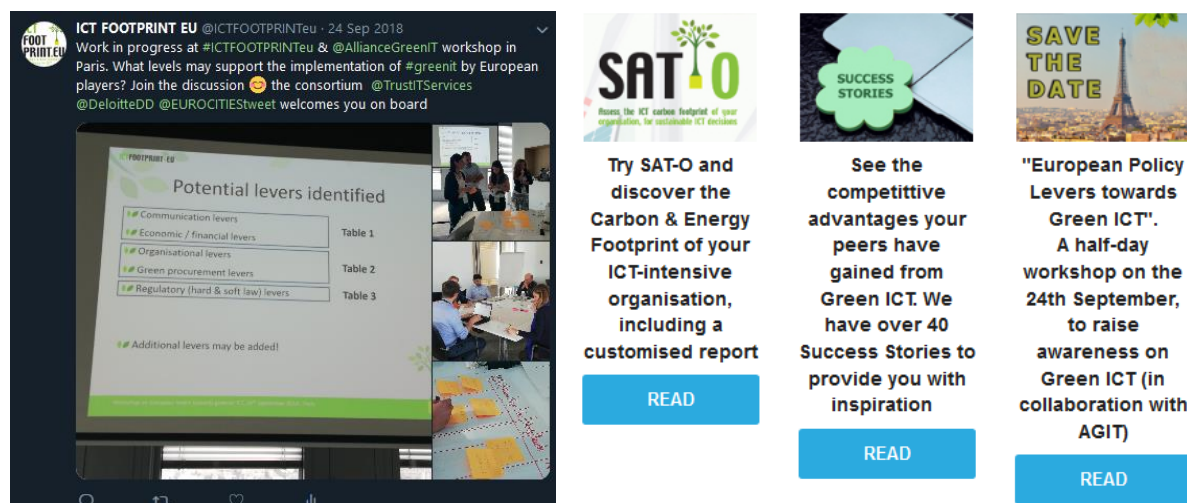 FOOT
PRINT.EU
ICT FOOTPRINT EU @ICTFOOTPRINTeu · 24 Sep 2018
Work in progress at #ICTFOOTPRINTeu & @AllianceGreenIT workshop in
Paris. What levels may support the implementation of #greenit by European
players? Join the discussion 😊 the consortium @TrustITServices
@DeloitteDD @EUROCITIEStweet welcomes you on board
ICTFOOTPRINT·EU
Potential levers identified
Communication levers
Economic / financial levers
Table 1
Organisational levers
Green procurement levers
Table 2
Regulatory (hard & soft law) levers
Table 3
Additional levers may be added!
SAT O
Assess the ICT carbon footprint of your
organisation, for sustainable ICT decisions
Try SAT-O and
discover the
Carbon & Energy
Footprint of your
ICT-intensive
organisation,
including a
customised report
READ
SUCCESS
STORIES
See the
competittive
advantages your
peers have
gained from
Green ICT. We
have over 40
Success Stories to
provide you with
inspiration
READ
SAVE
THE
DATE
"European Policy
Levers towards
Green ICT".
A half-day
workshop on the
24th September,
to raise
awareness on
Green ICT (in
collaboration with
AGIT)
READ